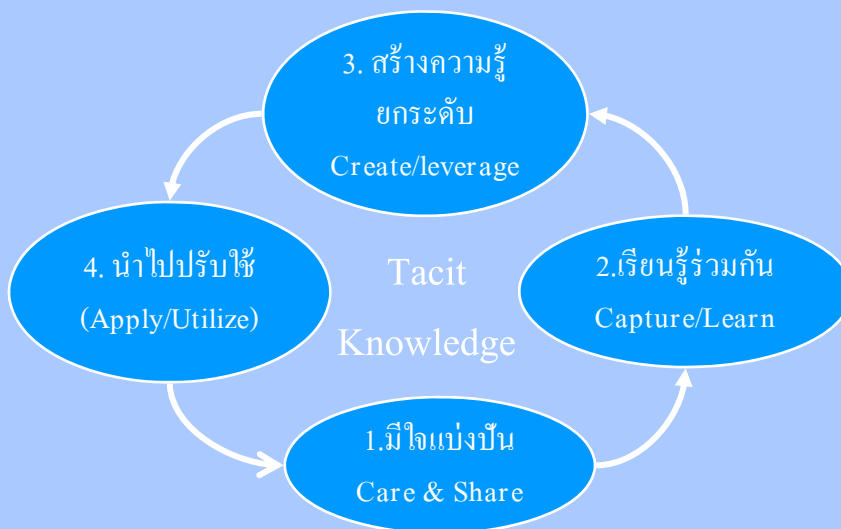 3. สร้างความรู้
ยกระดับ
Create/leverage
4. นำไปปรับใช้
(Apply/Utilize)
Tacit
Knowledge
2.เรียนรู้ร่วมกัน
Capture/Learn
1.มีใจแบ่งปัน
Care & Share